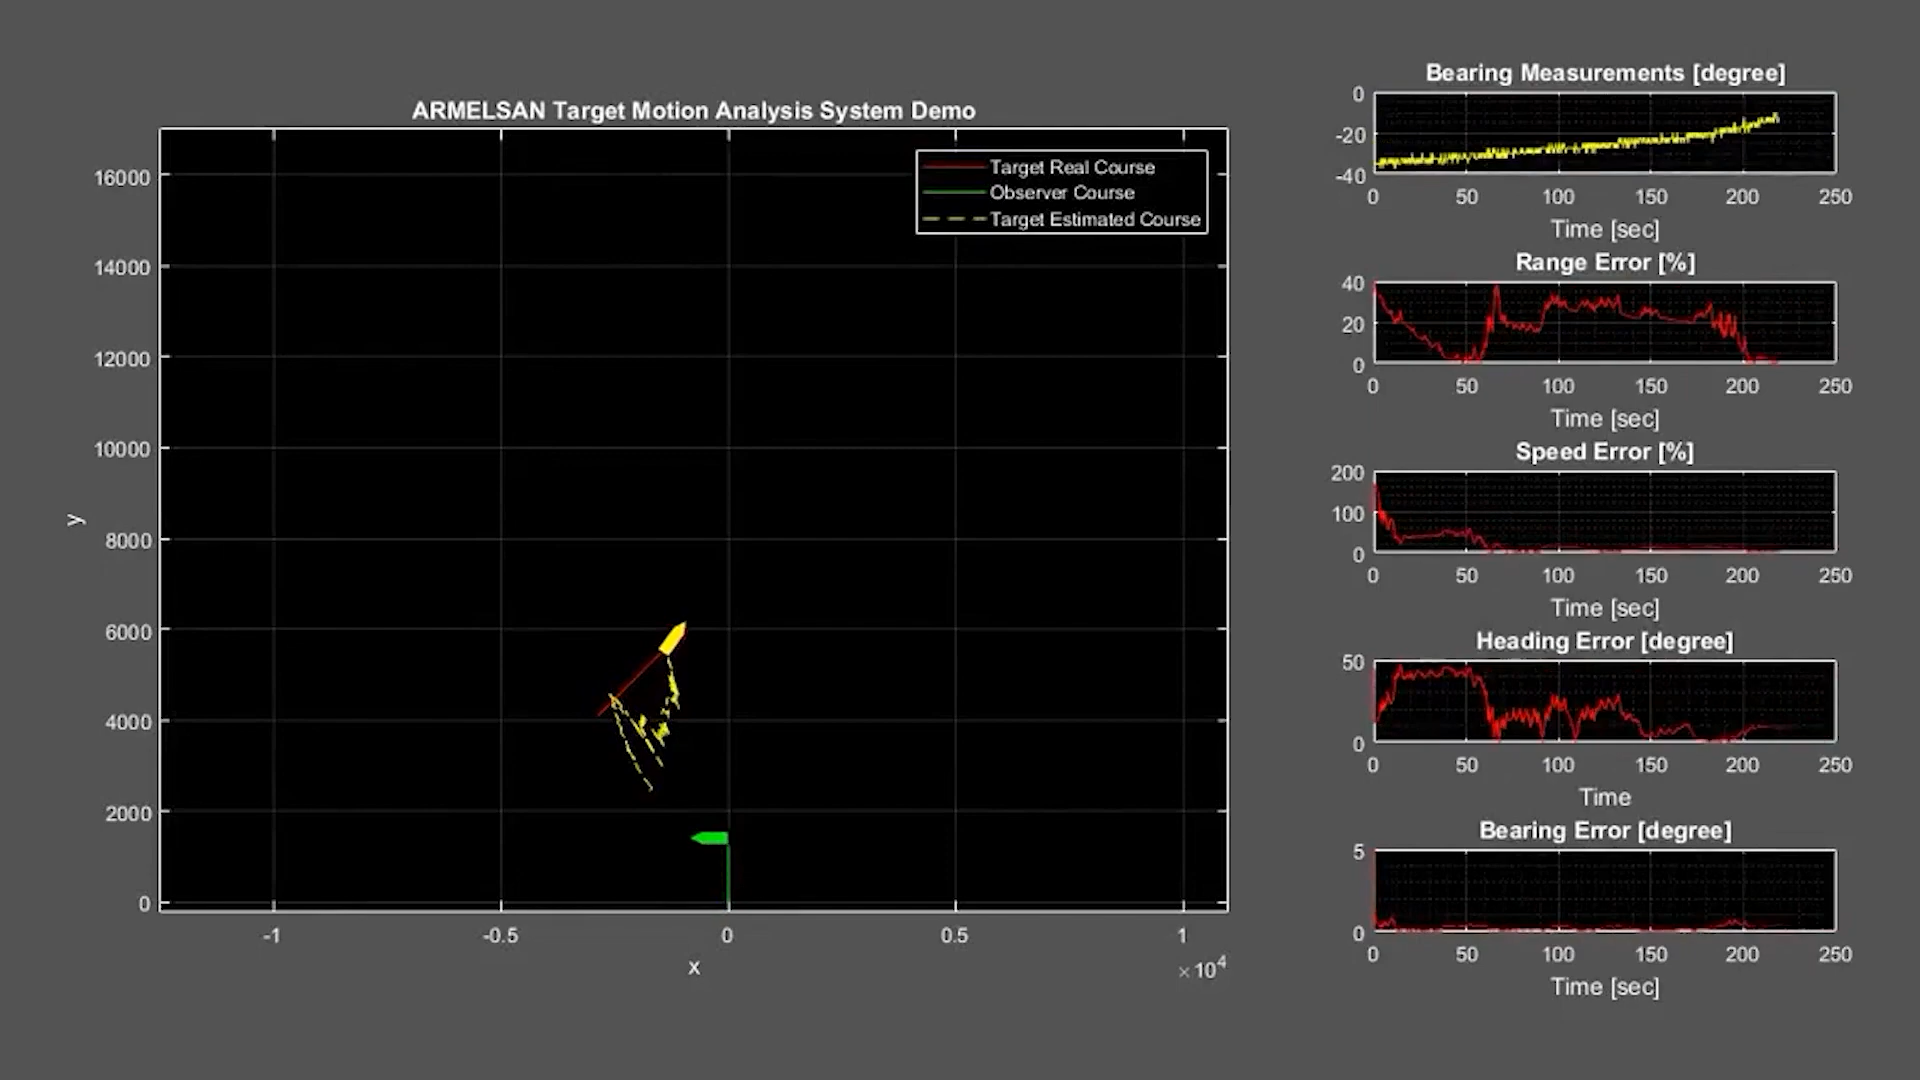 ARMELSAN Target Motion Analysis System Demo
Target Real Course
Observer Course
Target Estimated Course
16000
14000
12000
10000
8000
6000
4000
2000
0
y
-1
-0.5
0
0.5
1
x
×10⁴
Bearing Measurements [degree]
0
-20
-40
0 50 100 150 200 250
Time [sec]
Range Error [%]
40
20
0
0 50 100 150 200 250
Time [sec]
Speed Error [%]
200
100
0
0 50 100 150 200 250
Time [sec]
Heading Error [degree]
50
0
0 50 100 150 200 250
Time
Bearing Error [degree]
5
0
0 50 100 150 200 250
Time [sec]